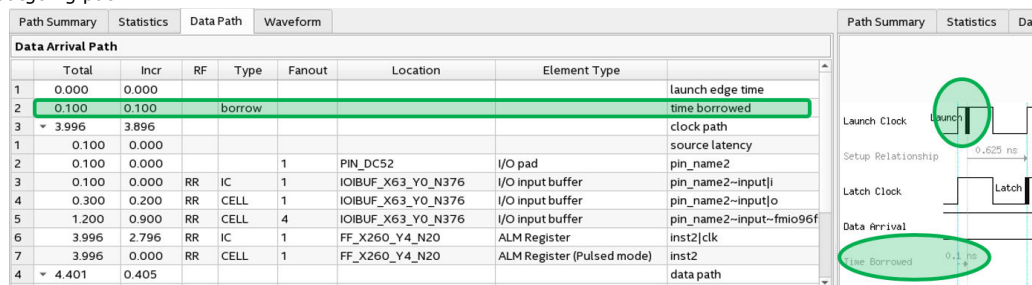 Path Summary Statistics Data Path Waveform
Data Arrival Path
Total Incr RF Type Fanout Location Element Type
1 0.000 0.000 launch edge time
2 0.100 0.100 borrow time borrowed
3 3.996 3.896 clock path
1 0.100 0.000 source latency
2 0.100 0.000 1 PIN_DC52 I/O pad pin_name2
3 0.100 0.000 RR IC 1 IOIBUF_X63_Y0_N376 I/O input buffer pin_name2~input|i
4 0.300 0.200 RR CELL 1 IOIBUF_X63_Y0_N376 I/O input buffer pin_name2~input|o
5 1.200 0.900 RR CELL 4 IOIBUF_X63_Y0_N376 I/O input buffer pin_name2~input~fmio96f
6 3.996 2.796 RR IC 1 FF_X260_Y4_N20 ALM Register inst2|clk
7 3.996 0.000 RR CELL 1 FF_X260_Y4_N20 ALM Register (Pulsed mode) inst2
4 4.401 0.405 data path
Path Summary Statistics Da
Launch Clock Launch
Setup Relationship 0.625 ns
Latch Clock Latch
Data Arrival
Time Borrowed 0.1 ns